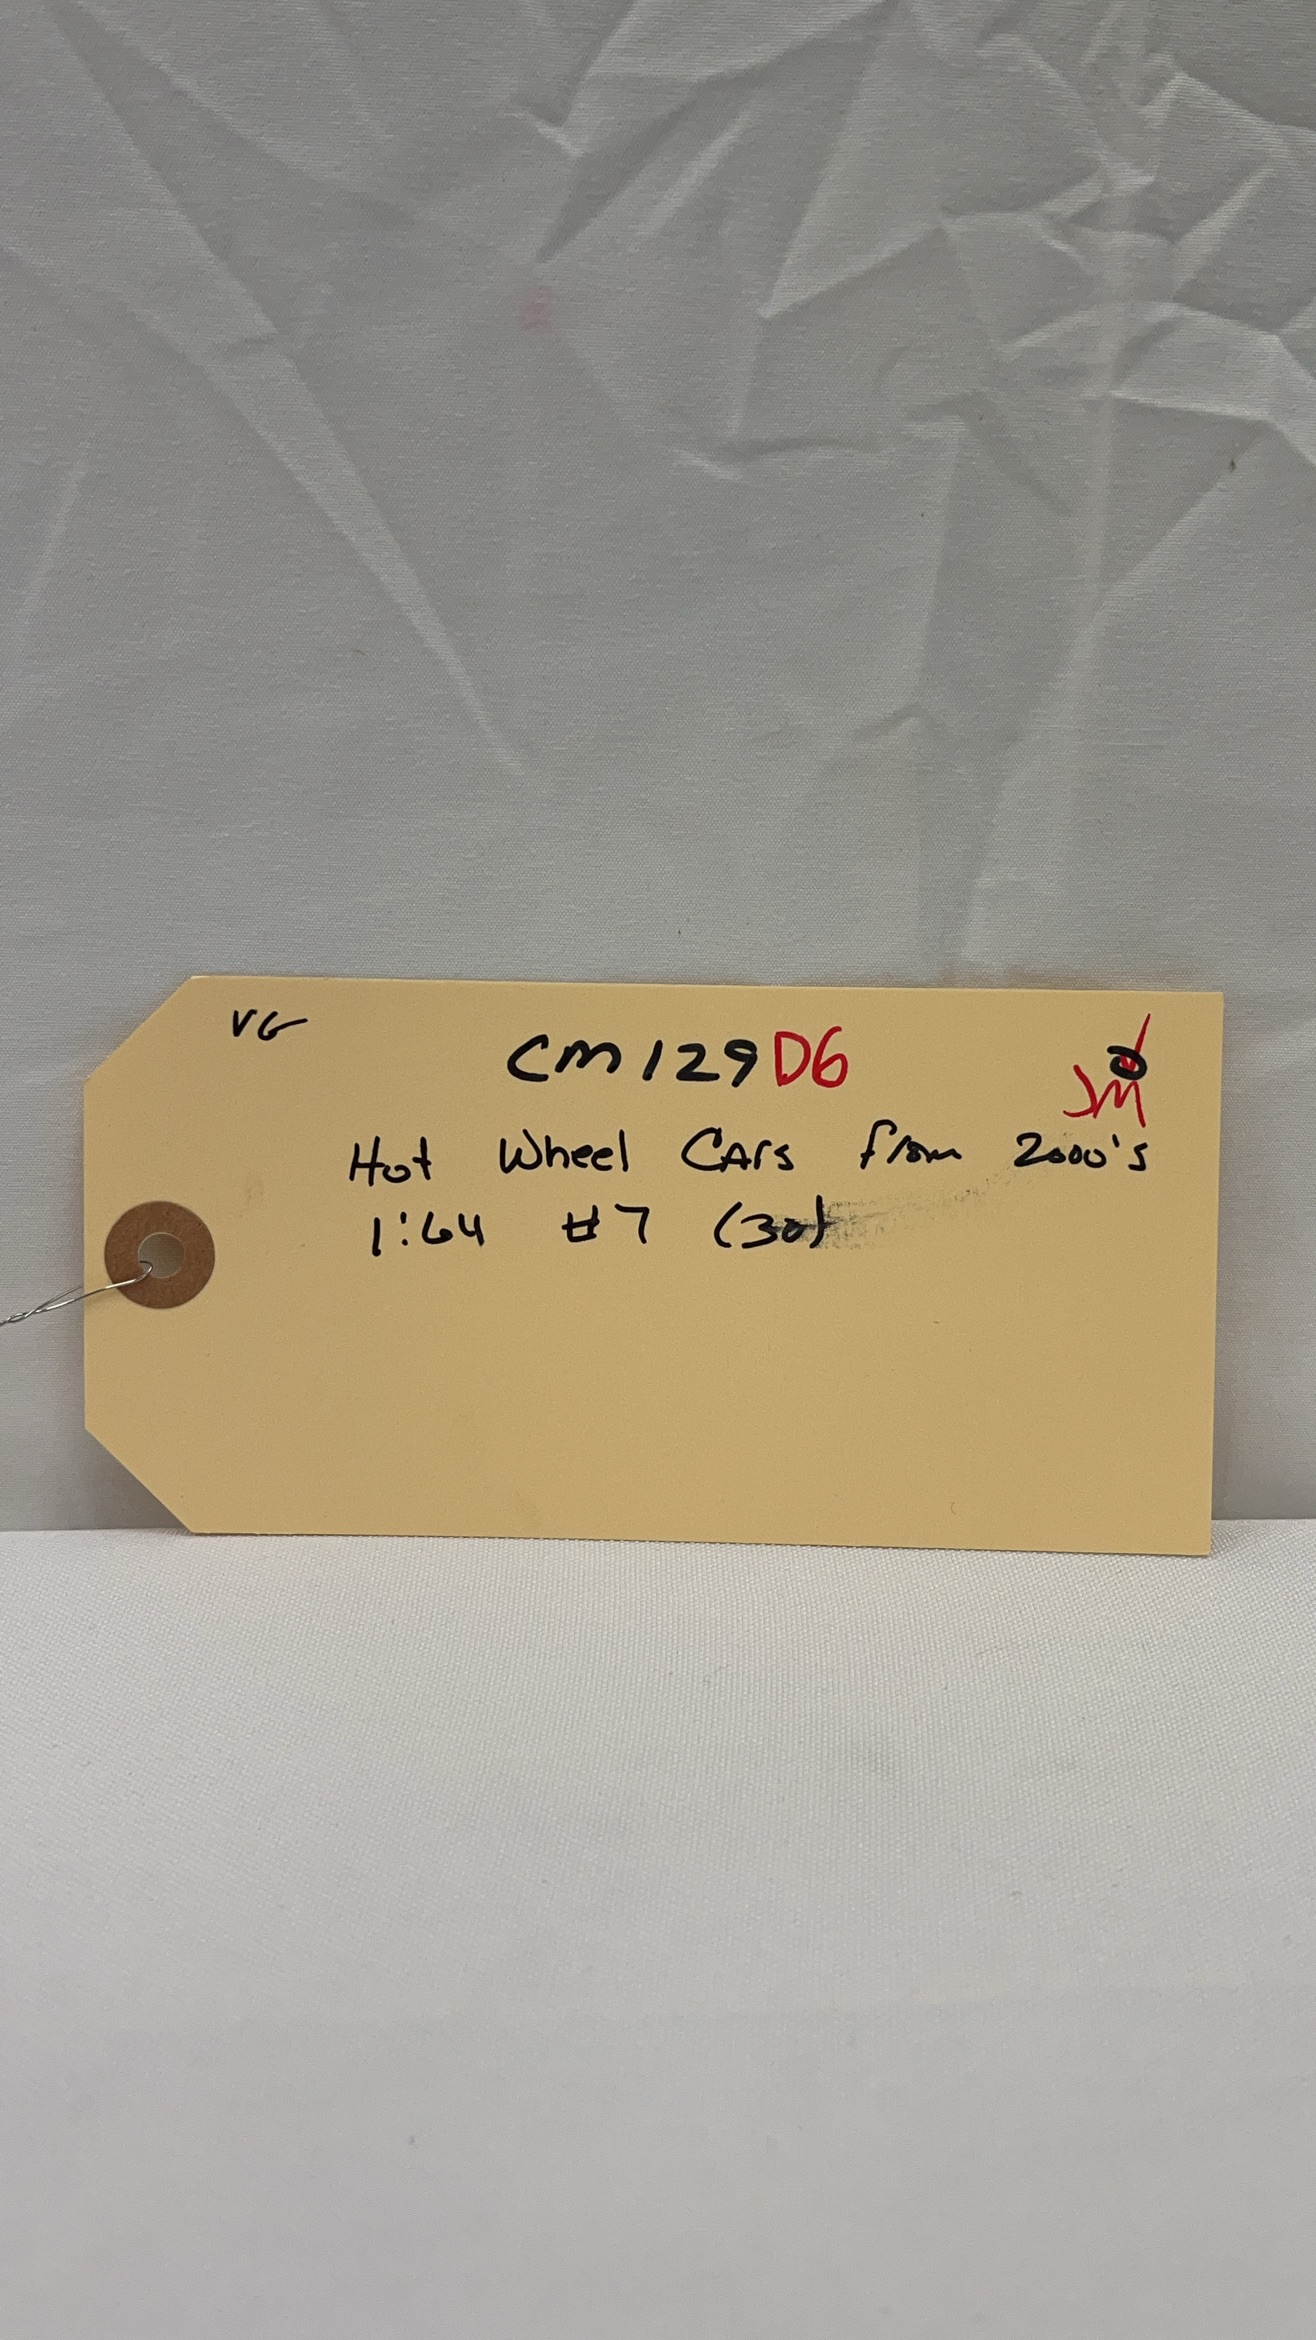 VG
CM129D6
JM
Hot Wheel Cars from 2000's
1:64 #7 (30)